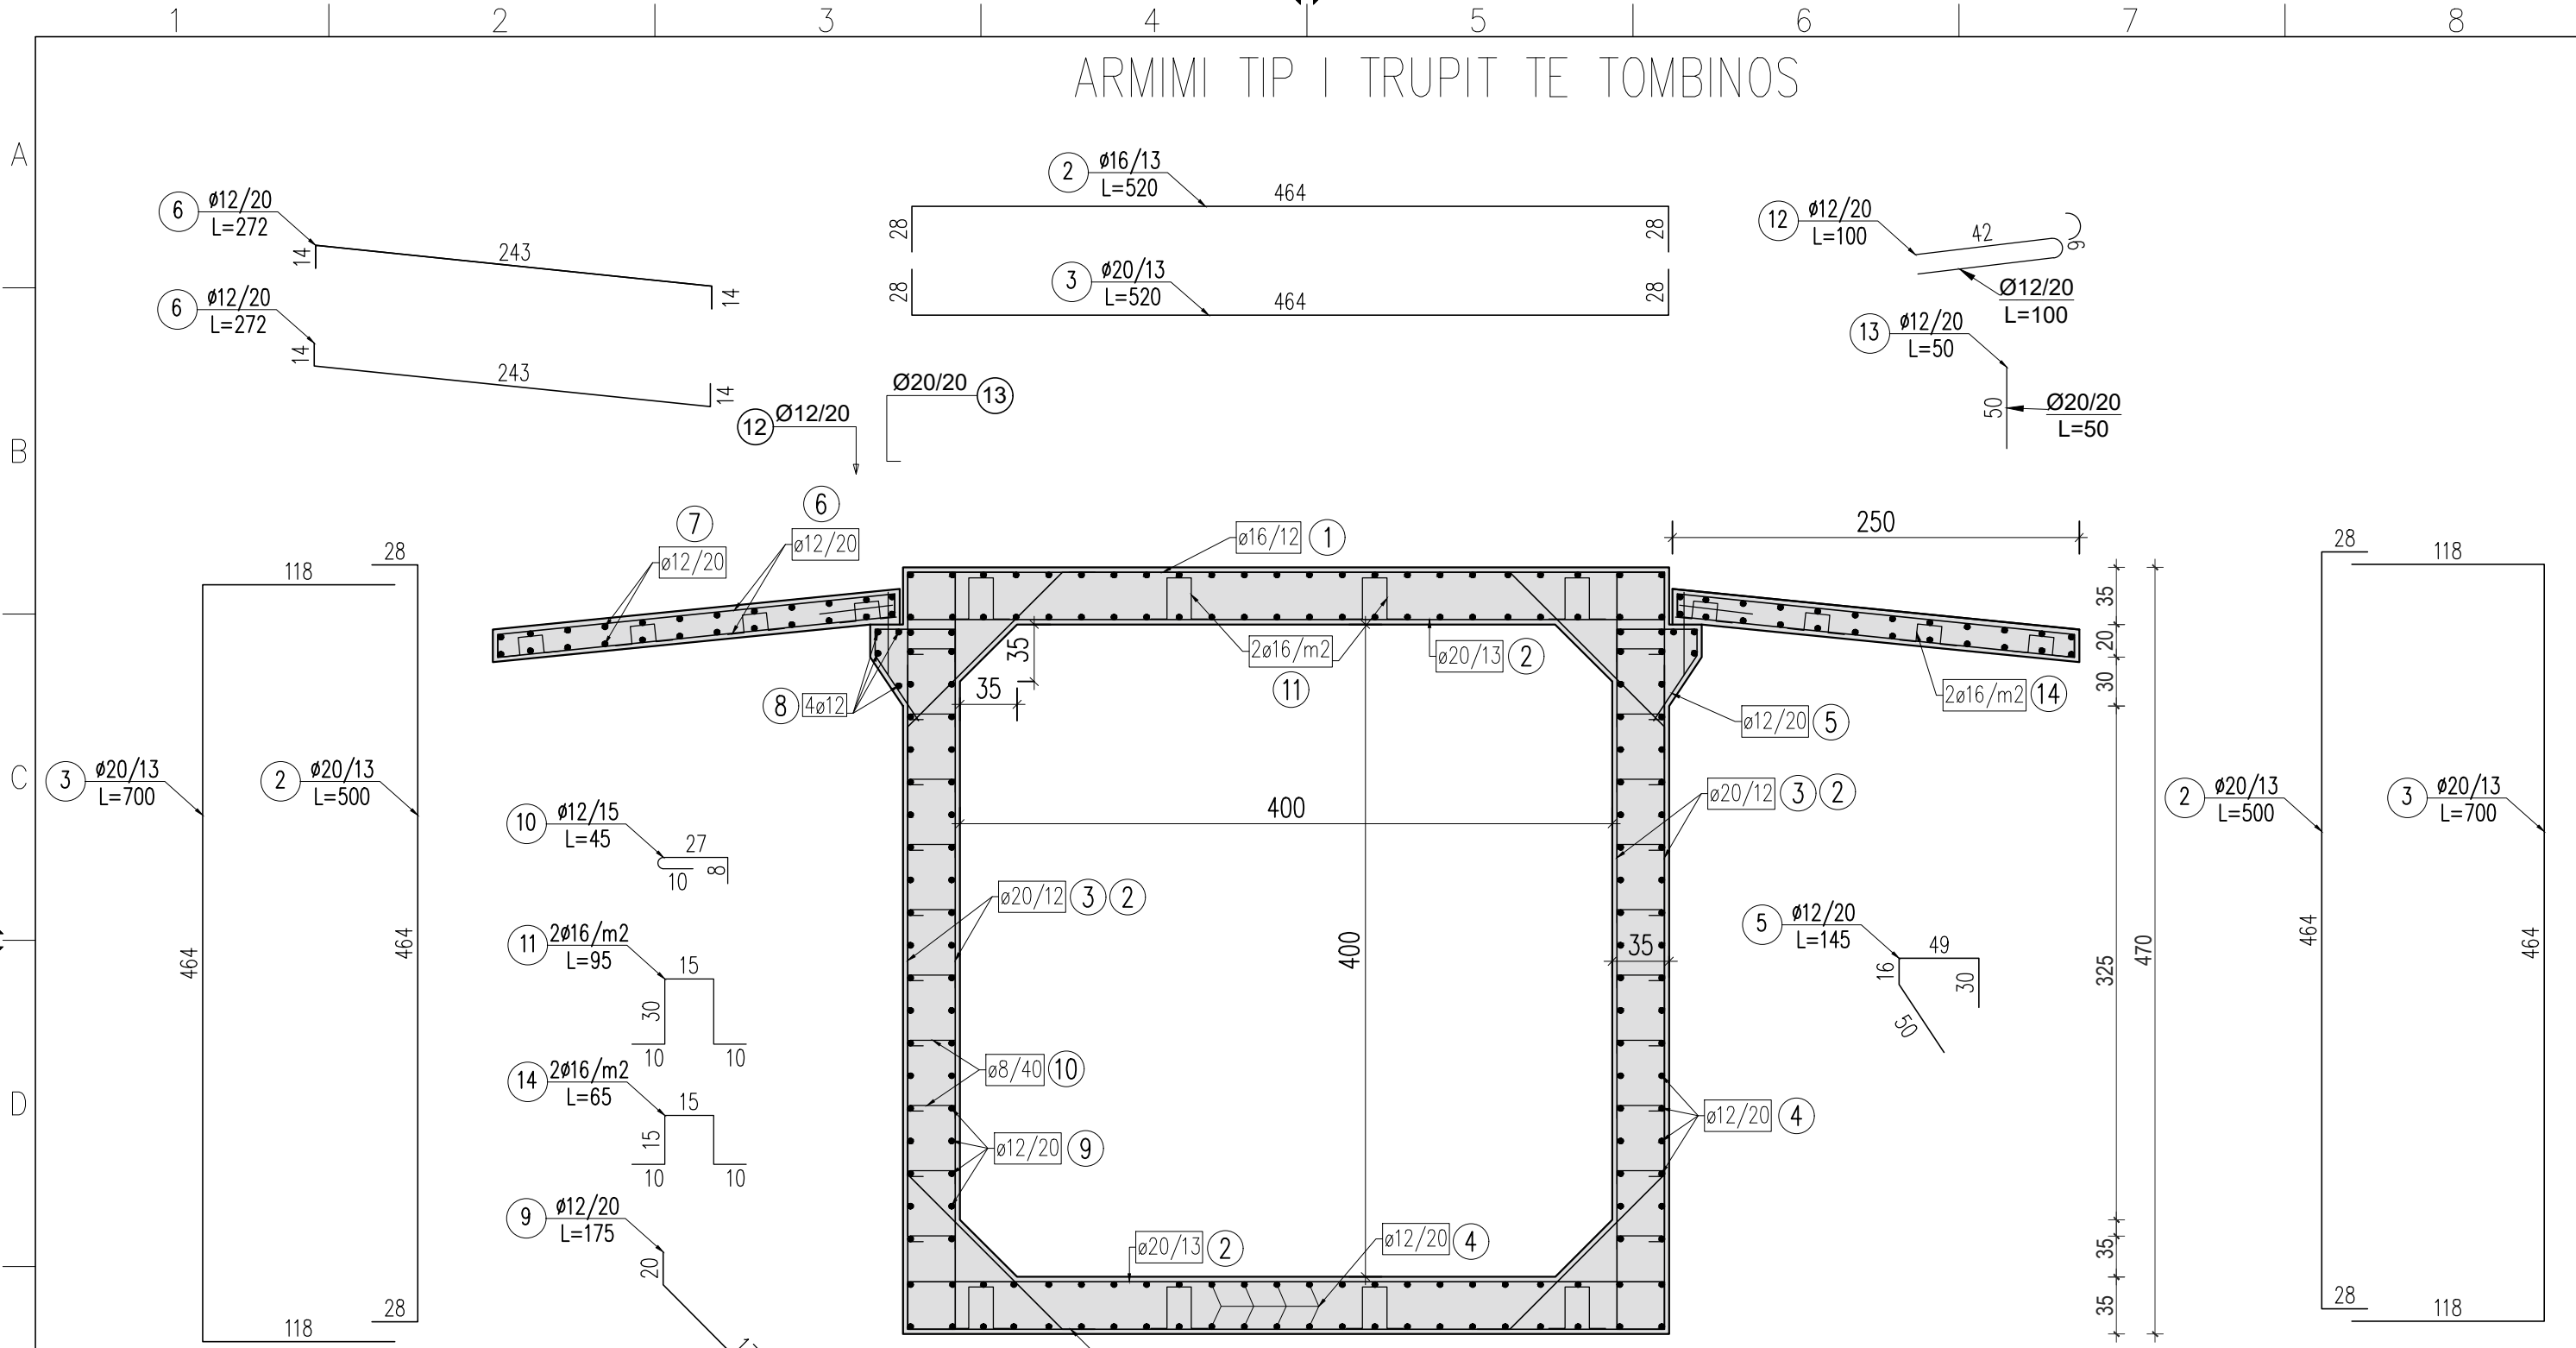 1 2 3 4 5 6 7 8
ARMIMI TIP I TRUPIT TE TOMBINOS
A
B
C
D
6 ø12/20
L=272
14 243 14
6 ø12/20
L=272
14 243 14
2 ø16/13
L=520
464
28 28
3 ø20/13
L=520
464
28 28
12 ø12/20
L=100
42 9
Ø12/20
L=100
13 ø12/20
L=50
50
Ø20/20
L=50
Ø20/20 13
12 Ø12/20
7
ø12/20
6
ø12/20
ø16/12 1
250
8 4ø12
35
35
2ø16/m2
11
ø20/13 2
2ø16/m2 14
ø12/20 5
118
28
3 ø20/13
L=700
464
118
2 ø20/13
L=500
464
28
10 ø12/15
L=45
27
10 8
11 2ø16/m2
L=95
15
30
10 10
14 2ø16/m2
L=65
15
15
10 10
9 ø12/20
L=175
20
400
400
35
ø20/12 3 2
ø20/12 3 2
ø8/40 10
ø12/20 9
ø12/20 4
ø20/13 2
ø12/20 4
5 ø12/20
L=145
49
16 30
50
35
20
30
325
35
35
470
28
118
2 ø20/13
L=500
464
28
3 ø20/13
L=700
464
118